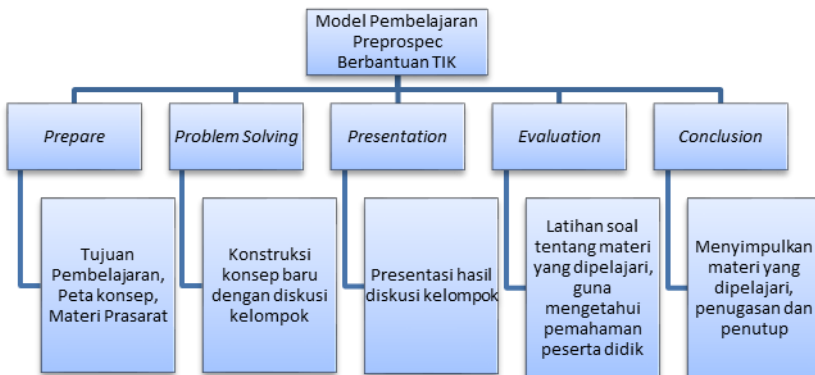 Model Pembelajaran
Preprospec
Berbantuan TIK
Prepare
Problem Solving
Presentation
Evaluation
Conclusion
Tujuan
Pembelajaran,
Peta konsep,
Materi Prasarat
Konstruksi
konsep baru
dengan diskusi
kelompok
Presentasi hasil
diskusi kelompok
Latihan soal
tentang materi
yang dipelajari,
guna
mengetahui
pemahaman
peserta didik
Menyimpulkan
materi yang
dipelajari,
penugasan dan
penutup